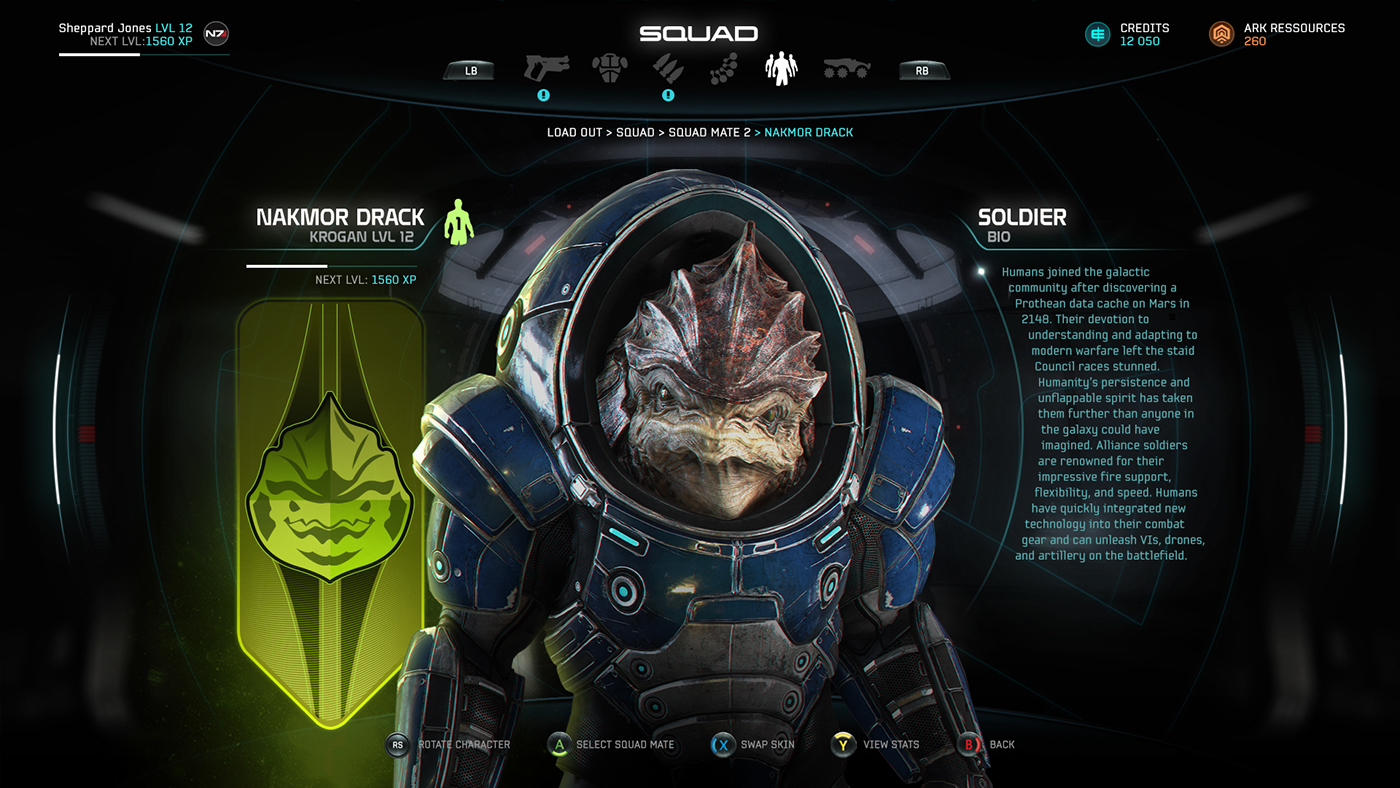 Sheppard Jones LVL 12
NEXT LVL:1560 XP
N7
SQUAD
CREDITS
12 050
ARK RESSOURCES
260
LB
RB
LOAD OUT > SQUAD > SQUAD MATE 2 > NAKMOR DRACK
NAKMOR DRACK
KROGAN LVL 12
1
NEXT LVL: 1560 XP
SOLDIER
BIO
Humans joined the galactic
community after discovering a
Prothean data cache on Mars in
2148. Their devotion to
understanding and adapting to
modern warfare left the staid
Council races stunned.
Humanity's persistence and
unflappable spirit has taken
them further than anyone in
the galaxy could have
imagined. Alliance soldiers
are renowned for their
impressive fire support,
flexibility, and speed. Humans
have quickly integrated new
technology into their combat
gear and can unleash VIs, drones,
and artillery on the battlefield.
RS ROTATE CHARACTER
A SELECT SQUAD MATE
X SWAP SKIN
Y VIEW STATS
B BACK